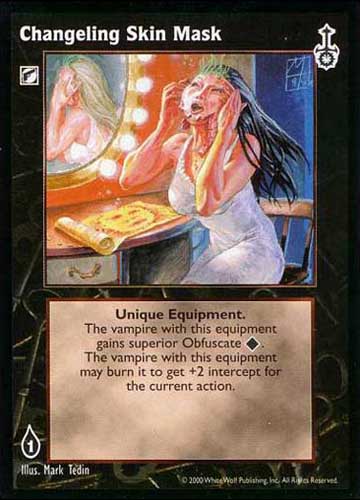 Changeling Skin Mask
Unique Equipment.
The vampire with this equipment
gains superior Obfuscate ◆.
The vampire with this equipment
may burn it to get +2 intercept for
the current action.
1
Illus. Mark Tedin
© 2000 White Wolf Publishing, Inc. All Rights Reserved.